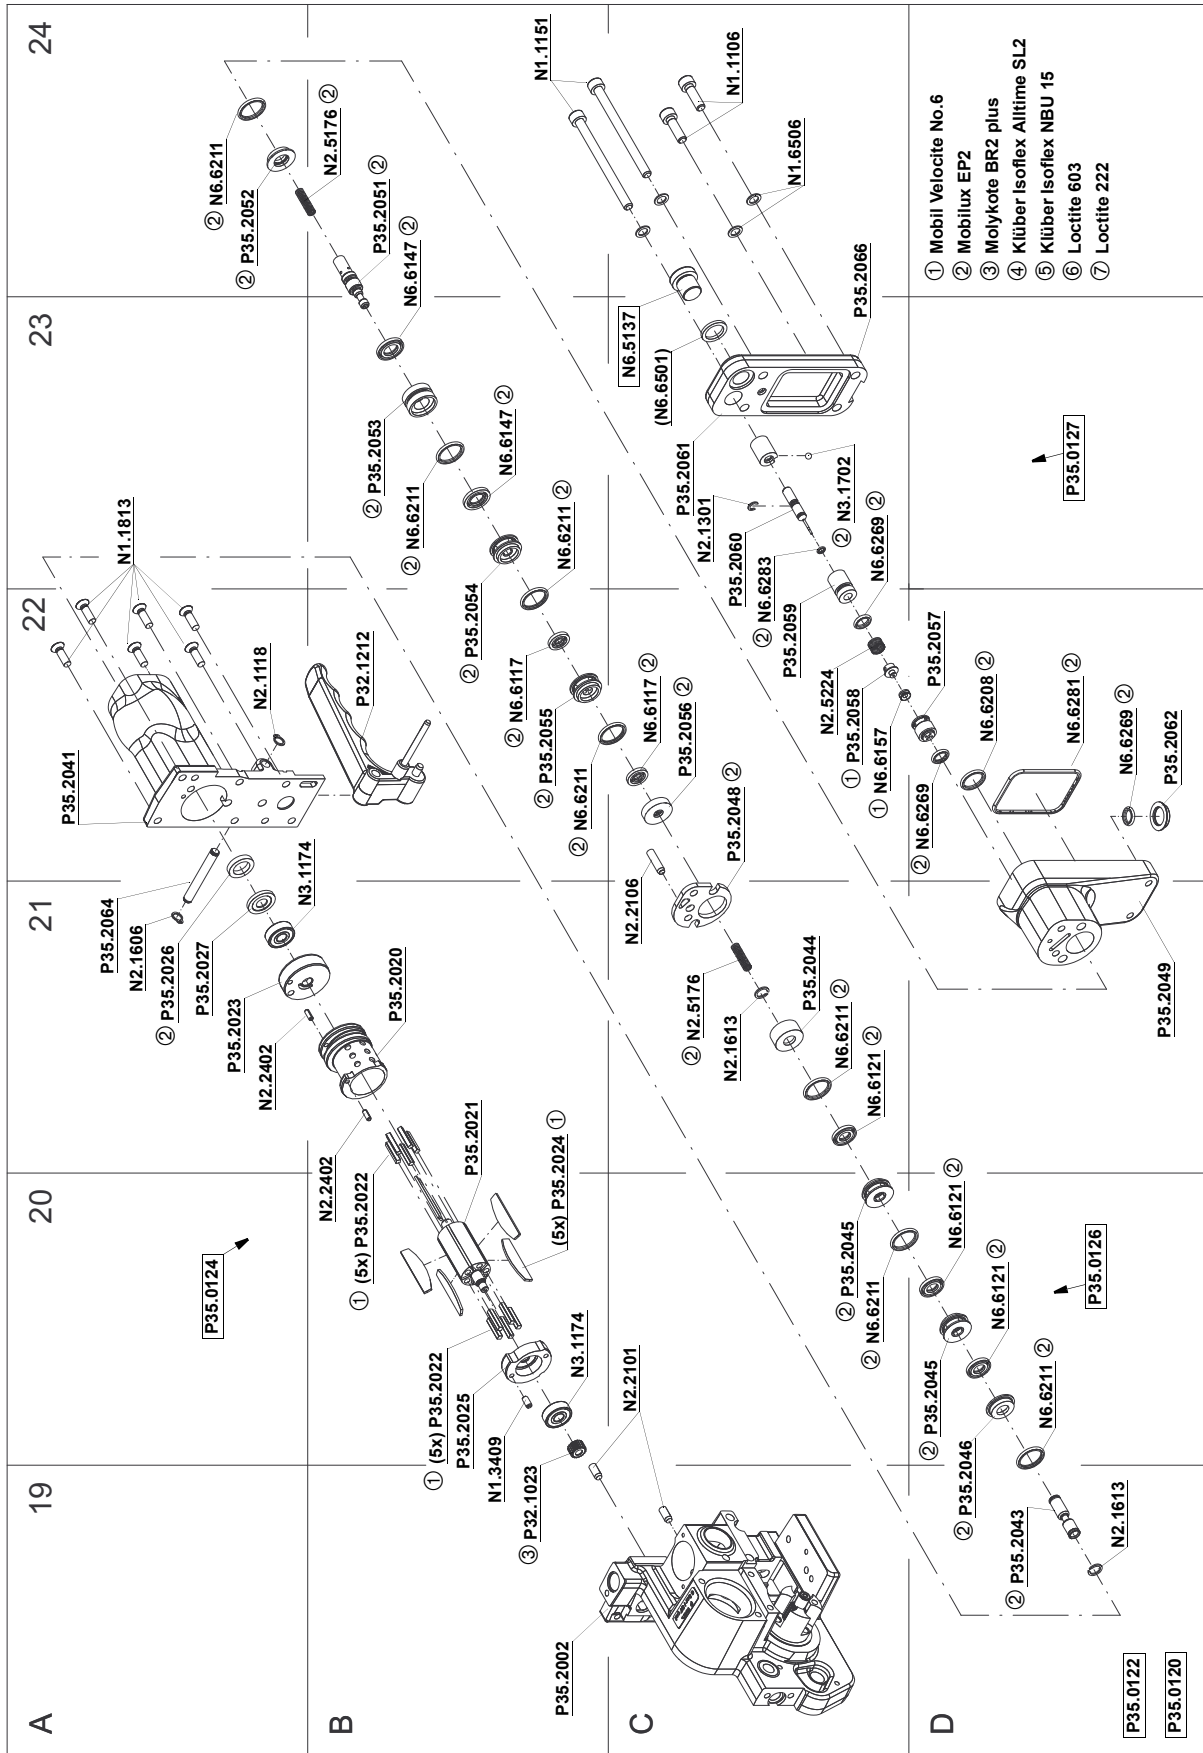 A
B
C
D
19
20
21
22
23
24
P35.0124
P35.2041
N1.1813
N2.1118
P32.1212
P35.2064
N2.1606
② P35.2026
P35.2027
N3.1174
P35.2023
N2.2402
P35.2020
N2.2402
① (5x) P35.2022
P35.2021
(5x) P35.2024 ①
① (5x) P35.2022
P35.2025
N1.3409
N3.1174
③ P32.1023
N2.2101
P35.2002
② N6.6211
② P35.2052
N2.5176 ②
P35.2051 ②
N6.6147 ②
② P35.2053
② N6.6211
N6.6147 ②
② P35.2054
N6.6211 ②
② N6.6117
② P35.2055
② N6.6211
N6.6117 ②
P35.2056 ②
P35.2048 ②
N2.2106
② N2.5176
N2.1613
P35.2044
N6.6211 ②
N6.6121 ②
② P35.2045
② N6.6211
N6.6121 ②
N6.6121 ②
② P35.2045
② P35.2046
N6.6211 ②
② P35.2043
N2.1613
P35.0126
N1.1151
N1.1106
N1.6506
P35.2066
N6.5137
(N6.6501)
P35.2061
N2.1301
P35.2060
② N3.1702
② N6.6283
P35.2059
N6.6269 ②
N2.5224
① P35.2058
① N6.6157
P35.2057
② N6.6269
N6.6208 ②
N6.6281 ②
N6.6269 ②
P35.2062
P35.2049
P35.0127
① Mobil Velocite No.6
② Mobilux EP2
③ Molykote BR2 plus
④ Klüber Isoflex Alltime SL2
⑤ Klüber Isoflex NBU 15
⑥ Loctite 603
⑦ Loctite 222
P35.0122
P35.0120